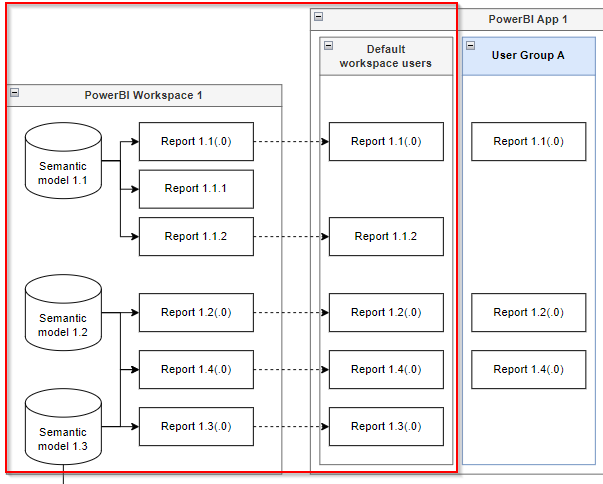 PowerBI App 1
Default
workspace users
User Group A
PowerBI Workspace 1
Semantic
model 1.1
Report 1.1(.0)
Report 1.1(.0)
Report 1.1(.0)
Report 1.1.1
Report 1.1.2
Report 1.1.2
Semantic
model 1.2
Report 1.2(.0)
Report 1.2(.0)
Report 1.2(.0)
Report 1.4(.0)
Report 1.4(.0)
Report 1.4(.0)
Semantic
model 1.3
Report 1.3(.0)
Report 1.3(.0)